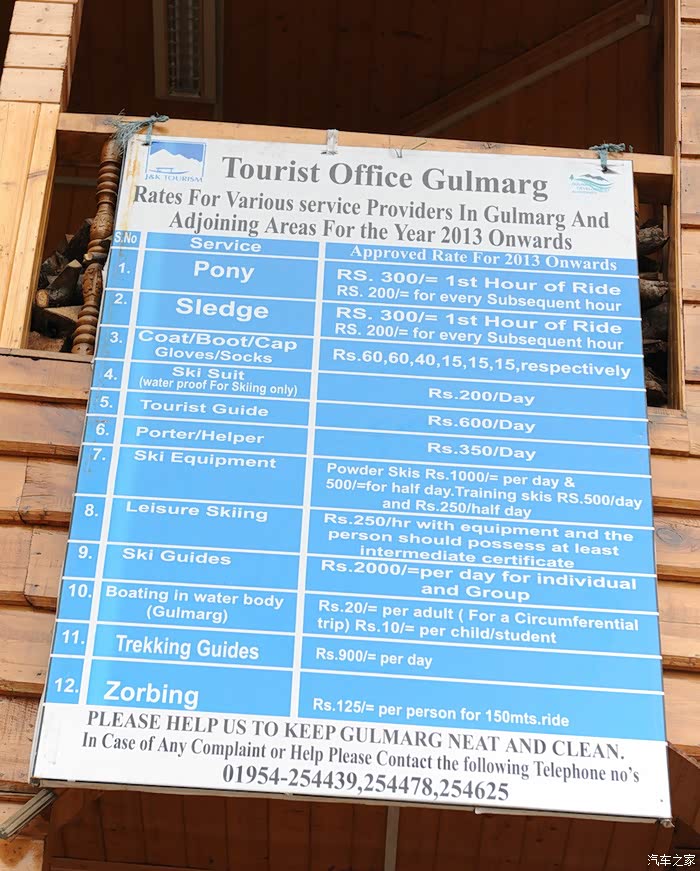 J&K TOURISM
Tourist Office Gulmarg
Rates For Various service Providers In Gulmarg And
Adjoining Areas For the Year 2013 Onwards
S.No Service Approved Rate For 2013 Onwards
1. Pony RS. 300/= 1st Hour of Ride
RS. 200/= for every Subsequent hour
2. Sledge RS. 300/= 1st Hour of Ride
RS. 200/= for every Subsequent hour
3. Coat/Boot/Cap
Gloves/Socks Rs.60,60,40,15,15,15,respectively
4. Ski Suit
(water proof For Skiing only) Rs.200/Day
5. Tourist Guide Rs.600/Day
6. Porter/Helper Rs.350/Day
7. Ski Equipment Powder Skis Rs.1000/= per day &
500/=for half day.Training skis RS.500/day
and Rs.250/half day
8. Leisure Skiing Rs.250/hr with equipment and the
person should possess at least
intermediate certificate
9. Ski Guides Rs.2000/=per day for individual
and Group
10. Boating in water body
(Gulmarg) Rs.20/= per adult ( For a Circumferential
trip) Rs.10/= per child/student
11. Trekking Guides Rs.900/= per day
12. Zorbing Rs.125/= per person for 150mts.ride
PLEASE HELP US TO KEEP GULMARG NEAT AND CLEAN.
In Case of Any Complaint or Help Please Contact the following Telephone no's
01954-254439,254478,254625
汽车之家